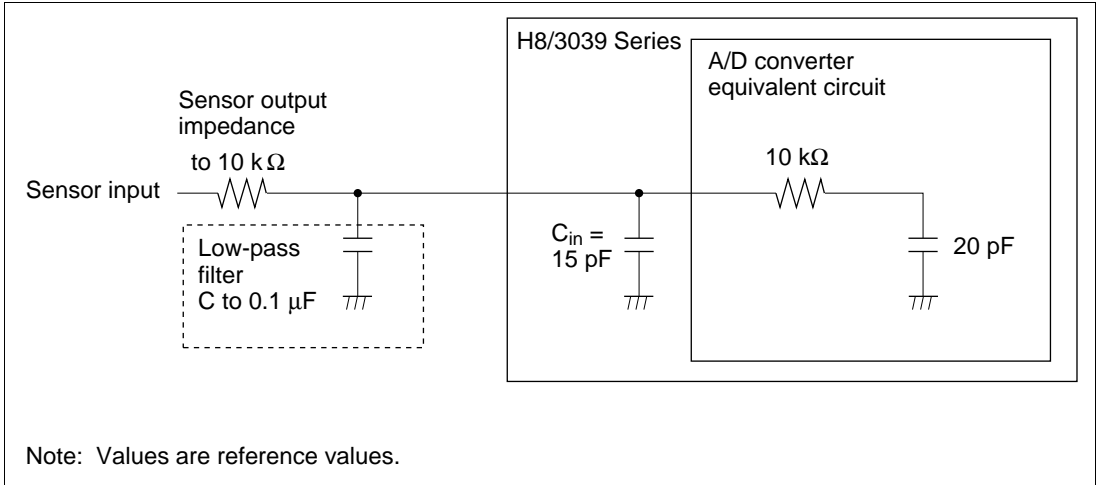 H8/3039 Series
A/D converter
equivalent circuit
Sensor output
impedance
to 10 kΩ
10 kΩ
Sensor input
Low-pass
filter
C to 0.1 μF
Cin =
15 pF
20 pF
Note: Values are reference values.